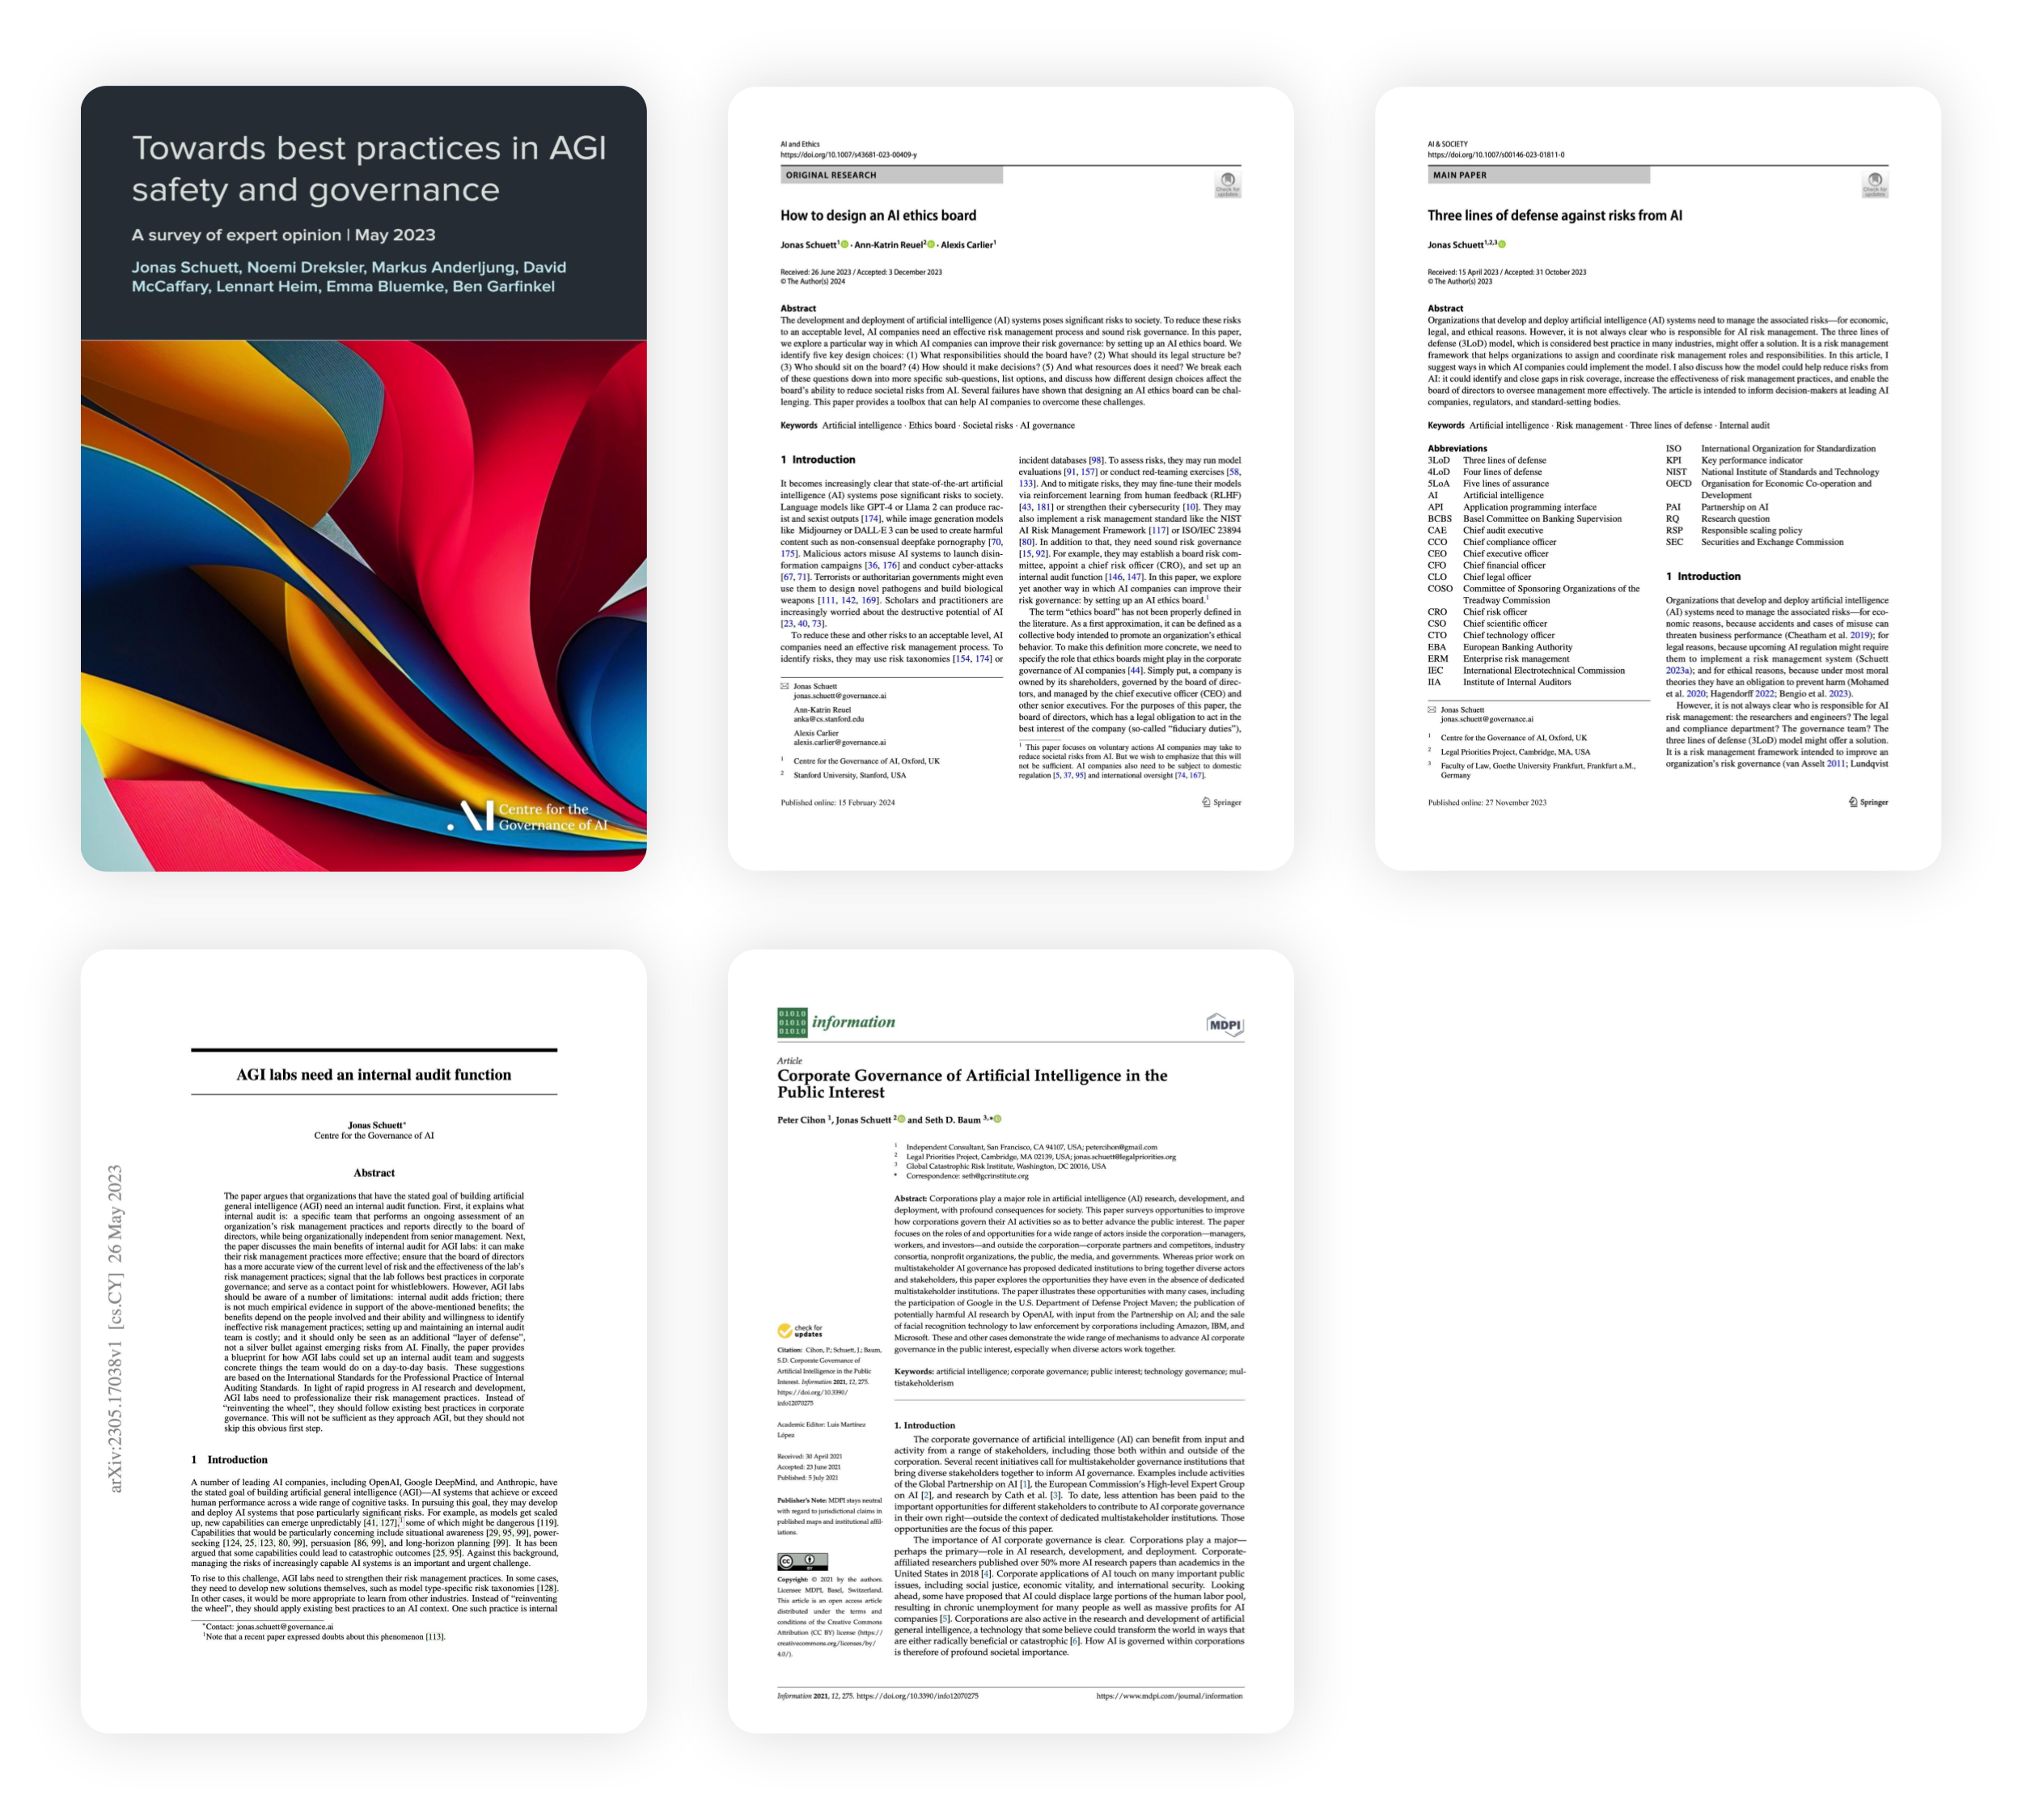 Towards best practices in AGI
safety and governance
A survey of expert opinion | May 2023
Jonas Schuett, Noemi Dreksler, Markus Anderljung, David
McCaffary, Lennart Heim, Emma Bluemke, Ben Garfinkel
Centre for the
Governance of AI
AI and Ethics
https://doi.org/10.1007/s43681-023-00409-y
ORIGINAL RESEARCH
Check for
updates
How to design an AI ethics board
Jonas Schuett¹ · Ann-Katrin Reuel² · Alexis Carlier¹
Received: 26 June 2023 / Accepted: 3 December 2023
© The Author(s) 2024
Abstract
The development and deployment of artificial intelligence (AI) systems poses significant risks to society. To reduce these risks
to an acceptable level, AI companies need an effective risk management process and sound risk governance. In this paper,
we explore a particular way in which AI companies can improve their risk governance: by setting up an AI ethics board. We
identify five key design choices: (1) What responsibilities should the board have? (2) What should its legal structure be?
(3) Who should sit on the board? (4) How should it make decisions? (5) And what resources does it need? We break each
of these questions down into more specific sub-questions, list options, and discuss how different design choices affect the
board's ability to reduce societal risks from AI. Several failures have shown that designing an AI ethics board can be chal-
lenging. This paper provides a toolbox that can help AI companies to overcome these challenges.
Keywords Artificial intelligence · Ethics board · Societal risks · AI governance
1 Introduction
It becomes increasingly clear that state-of-the-art artificial
intelligence (AI) systems pose significant risks to society.
Language models like GPT-4 or Llama 2 can produce rac-
ist and sexist outputs [174], while image generation models
like Midjourney or DALL-E 3 can be used to create harmful
content such as non-consensual deepfake pornography [70,
175]. Malicious actors misuse AI systems to launch disin-
formation campaigns [36, 176] and conduct cyber-attacks
[67, 71]. Terrorists or authoritarian governments might even
use them to design novel pathogens and build biological
weapons [111, 142, 169]. Scholars and practitioners are
increasingly worried about the destructive potential of AI
[23, 40, 73].
To reduce these and other risks to an acceptable level, AI
companies need an effective risk management process. To
identify risks, they may use risk taxonomies [154, 174] or
Jonas Schuett
jonas.schuett@governance.ai
Ann-Katrin Reuel
anka@cs.stanford.edu
Alexis Carlier
alexis.carlier@governance.ai
1 Centre for the Governance of AI, Oxford, UK
2 Stanford University, Stanford, USA
incident databases [98]. To assess risks, they may run model
evaluations [91, 157] or conduct red-teaming exercises [58,
133]. And to mitigate risks, they may fine-tune their models
via reinforcement learning from human feedback (RLHF)
[43, 181] or strengthen their cybersecurity [10]. They may
also implement a risk management standard like the NIST
AI Risk Management Framework [117] or ISO/IEC 23894
[80]. In addition to that, they need sound risk governance
[15, 92]. For example, they may establish a board risk com-
mittee, appoint a chief risk officer (CRO), and set up an
internal audit function [146, 147]. In this paper, we explore
yet another way in which AI companies can improve their
risk governance: by setting up an AI ethics board.¹
The term “ethics board” has not been properly defined in
the literature. As a first approximation, it can be defined as a
collective body intended to promote an organization's ethical
behavior. To make this definition more concrete, we need to
specify the role that ethics boards might play in the corporate
governance of AI companies [44]. Simply put, a company is
owned by its shareholders, governed by the board of direc-
tors, and managed by the chief executive officer (CEO) and
other senior executives. For the purposes of this paper, the
board of directors, which has a legal obligation to act in the
best interest of the company (so-called “fiduciary duties”),
1 This paper focuses on voluntary actions AI companies may take to
reduce societal risks from AI. But we wish to emphasize that this will
not be sufficient. AI companies also need to be subject to domestic
regulation [5, 37, 95] and international oversight [74, 167].
Published online: 15 February 2024
Springer
AI & SOCIETY
https://doi.org/10.1007/s00146-023-01811-0
MAIN PAPER
Check for
updates
Three lines of defense against risks from AI
Jonas Schuett¹,²,³
Received: 15 April 2023 / Accepted: 31 October 2023
© The Author(s) 2023
Abstract
Organizations that develop and deploy artificial intelligence (AI) systems need to manage the associated risks—for economic,
legal, and ethical reasons. However, it is not always clear who is responsible for AI risk management. The three lines of
defense (3LoD) model, which is considered best practice in many industries, might offer a solution. It is a risk management
framework that helps organizations to assign and coordinate risk management roles and responsibilities. In this article, I
suggest ways in which AI companies could implement the model. I also discuss how the model could help reduce risks from
AI: it could identify and close gaps in risk coverage, increase the effectiveness of risk management practices, and enable the
board of directors to oversee management more effectively. The article is intended to inform decision-makers at leading AI
companies, regulators, and standard-setting bodies.
Keywords Artificial intelligence · Risk management · Three lines of defense · Internal audit
Abbreviations
3LoD Three lines of defense
4LoD Four lines of defense
5LoA Five lines of assurance
AI Artificial intelligence
API Application programming interface
BCBS Basel Committee on Banking Supervision
CAE Chief audit executive
CCO Chief compliance officer
CEO Chief executive officer
CFO Chief financial officer
CLO Chief legal officer
COSO Committee of Sponsoring Organizations of the
Treadway Commission
CRO Chief risk officer
CSO Chief scientific officer
CTO Chief technology officer
EBA European Banking Authority
ERM Enterprise risk management
IEC International Electrotechnical Commission
IIA Institute of Internal Auditors
Jonas Schuett
jonas.schuett@governance.ai
1 Centre for the Governance of AI, Oxford, UK
2 Legal Priorities Project, Cambridge, MA, USA
3 Faculty of Law, Goethe University Frankfurt, Frankfurt a.M.,
Germany
ISO International Organization for Standardization
KPI Key performance indicator
NIST National Institute of Standards and Technology
OECD Organisation for Economic Co-operation and
Development
PAI Partnership on AI
RQ Research question
RSP Responsible scaling policy
SEC Securities and Exchange Commission
1 Introduction
Organizations that develop and deploy artificial intelligence
(AI) systems need to manage the associated risks—for eco-
nomic reasons, because accidents and cases of misuse can
threaten business performance (Cheatham et al. 2019); for
legal reasons, because upcoming AI regulation might require
them to implement a risk management system (Schuett
2023a); and for ethical reasons, because under most moral
theories they have an obligation to prevent harm (Mohamed
et al. 2020; Hagendorff 2022; Bengio et al. 2023).
However, it is not always clear who is responsible for AI
risk management: the researchers and engineers? The legal
and compliance department? The governance team? The
three lines of defense (3LoD) model might offer a solution.
It is a risk management framework intended to improve an
organization's risk governance (van Asselt 2011; Lundqvist
Published online: 27 November 2023
Springer
arXiv:2305.17038v1 [cs.CY] 26 May 2023
AGI labs need an internal audit function
Jonas Schuett*
Centre for the Governance of AI
Abstract
The paper argues that organizations that have the stated goal of building artificial
general intelligence (AGI) need an internal audit function. First, it explains what
internal audit is: a specific team that performs an ongoing assessment of an
organization's risk management practices and reports directly to the board of
directors, while being organizationally independent from senior management. Next,
the paper discusses the main benefits of internal audit for AGI labs: it can make
their risk management practices more effective; ensure that the board of directors
has a more accurate view of the current level of risk and the effectiveness of the lab's
risk management practices; signal that the lab follows best practices in corporate
governance; and serve as a contact point for whistleblowers. However, AGI labs
should be aware of a number of limitations: internal audit adds friction; there
is not much empirical evidence in support of the above-mentioned benefits; the
benefits depend on the people involved and their ability and willingness to identify
ineffective risk management practices; setting up and maintaining an internal audit
team is costly; and it should only be seen as an additional “layer of defense”,
not a silver bullet against emerging risks from AI. Finally, the paper provides
a blueprint for how AGI labs could set up an internal audit team and suggests
concrete things the team would do on a day-to-day basis. These suggestions
are based on the International Standards for the Professional Practice of Internal
Auditing Standards. In light of rapid progress in AI research and development,
AGI labs need to professionalize their risk management practices. Instead of
“reinventing the wheel”, they should follow existing best practices in corporate
governance. This will not be sufficient as they approach AGI, but they should not
skip this obvious first step.
1 Introduction
A number of leading AI companies, including OpenAI, Google DeepMind, and Anthropic, have
the stated goal of building artificial general intelligence (AGI)—AI systems that achieve or exceed
human performance across a wide range of cognitive tasks. In pursuing this goal, they may develop
and deploy AI systems that pose particularly significant risks. For example, as models get scaled
up, new capabilities can emerge unpredictably [41, 127],¹ some of which might be dangerous [119].
Capabilities that would be particularly concerning include situational awareness [29, 95, 99], power-
seeking [124, 25, 123, 80, 99], persuasion [86, 99], and long-horizon planning [99]. It has been
argued that some capabilities could lead to catastrophic outcomes [25, 95]. Against this background,
managing the risks of increasingly capable AI systems is an important and urgent challenge.
To rise to this challenge, AGI labs need to strengthen their risk management practices. In some cases,
they need to develop new solutions themselves, such as model type-specific risk taxonomies [128].
In other cases, it would be more appropriate to learn from other industries. Instead of “reinventing
the wheel”, they should apply existing best practices to an AI context. One such practice is internal
*Contact: jonas.schuett@governance.ai
¹Note that a recent paper expressed doubts about this phenomenon [113].
01010
01010
01010
information
MDPI
Article
Corporate Governance of Artificial Intelligence in the
Public Interest
Peter Cihon ¹, Jonas Schuett ² and Seth D. Baum ³,*
1 Independent Consultant, San Francisco, CA 94107, USA; petercihon@gmail.com
2 Legal Priorities Project, Cambridge, MA 02139, USA; jonas.schuett@legalpriorities.org
3 Global Catastrophic Risk Institute, Washington, DC 20016, USA
* Correspondence: seth@gcrinstitute.org
Abstract: Corporations play a major role in artificial intelligence (AI) research, development, and
deployment, with profound consequences for society. This paper surveys opportunities to improve
how corporations govern their AI activities so as to better advance the public interest. The paper
focuses on the roles of and opportunities for a wide range of actors inside the corporation—managers,
workers, and investors—and outside the corporation—corporate partners and competitors, industry
consortia, nonprofit organizations, the public, the media, and governments. Whereas prior work on
multistakeholder AI governance has proposed dedicated institutions to bring together diverse actors
and stakeholders, this paper explores the opportunities they have even in the absence of dedicated
multistakeholder institutions. The paper illustrates these opportunities with many cases, including
the participation of Google in the U.S. Department of Defense Project Maven; the publication of
potentially harmful AI research by OpenAI, with input from the Partnership on AI; and the sale
of facial recognition technology to law enforcement by corporations including Amazon, IBM, and
Microsoft. These and other cases demonstrate the wide range of mechanisms to advance AI corporate
governance in the public interest, especially when diverse actors work together.
Keywords: artificial intelligence; corporate governance; public interest; technology governance; mul-
tistakeholderism
check for
updates
Citation: Cihon, P.; Schuett, J.; Baum,
S.D. Corporate Governance of
Artificial Intelligence in the Public
Interest. Information 2021, 12, 275.
https://doi.org/10.3390/
info12070275
Academic Editor: Luis Martínez
López
Received: 30 April 2021
Accepted: 23 June 2021
Published: 5 July 2021
Publisher's Note: MDPI stays neutral
with regard to jurisdictional claims in
published maps and institutional affil-
iations.
CC BY
Copyright: © 2021 by the authors.
Licensee MDPI, Basel, Switzerland.
This article is an open access article
distributed under the terms and
conditions of the Creative Commons
Attribution (CC BY) license (https://
creativecommons.org/licenses/by/
4.0/).
1. Introduction
The corporate governance of artificial intelligence (AI) can benefit from input and
activity from a range of stakeholders, including those both within and outside of the
corporation. Several recent initiatives call for multistakeholder governance institutions that
bring diverse stakeholders together to inform AI governance. Examples include activities
of the Global Partnership on AI [1], the European Commission's High-level Expert Group
on AI [2], and research by Cath et al. [3]. To date, less attention has been paid to the
important opportunities for different stakeholders to contribute to AI corporate governance
in their own right—outside the context of dedicated multistakeholder institutions. Those
opportunities are the focus of this paper.
The importance of AI corporate governance is clear. Corporations play a major—
perhaps the primary—role in AI research, development, and deployment. Corporate-
affiliated researchers published over 50% more AI research papers than academics in the
United States in 2018 [4]. Corporate applications of AI touch on many important public
issues, including social justice, economic vitality, and international security. Looking
ahead, some have proposed that AI could displace large portions of the human labor pool,
resulting in chronic unemployment for many people as well as massive profits for AI
companies [5]. Corporations are also active in the research and development of artificial
general intelligence, a technology that some believe could transform the world in ways that
are either radically beneficial or catastrophic [6]. How AI is governed within corporations
is therefore of profound societal importance.
Information 2021, 12, 275. https://doi.org/10.3390/info12070275
https://www.mdpi.com/journal/information